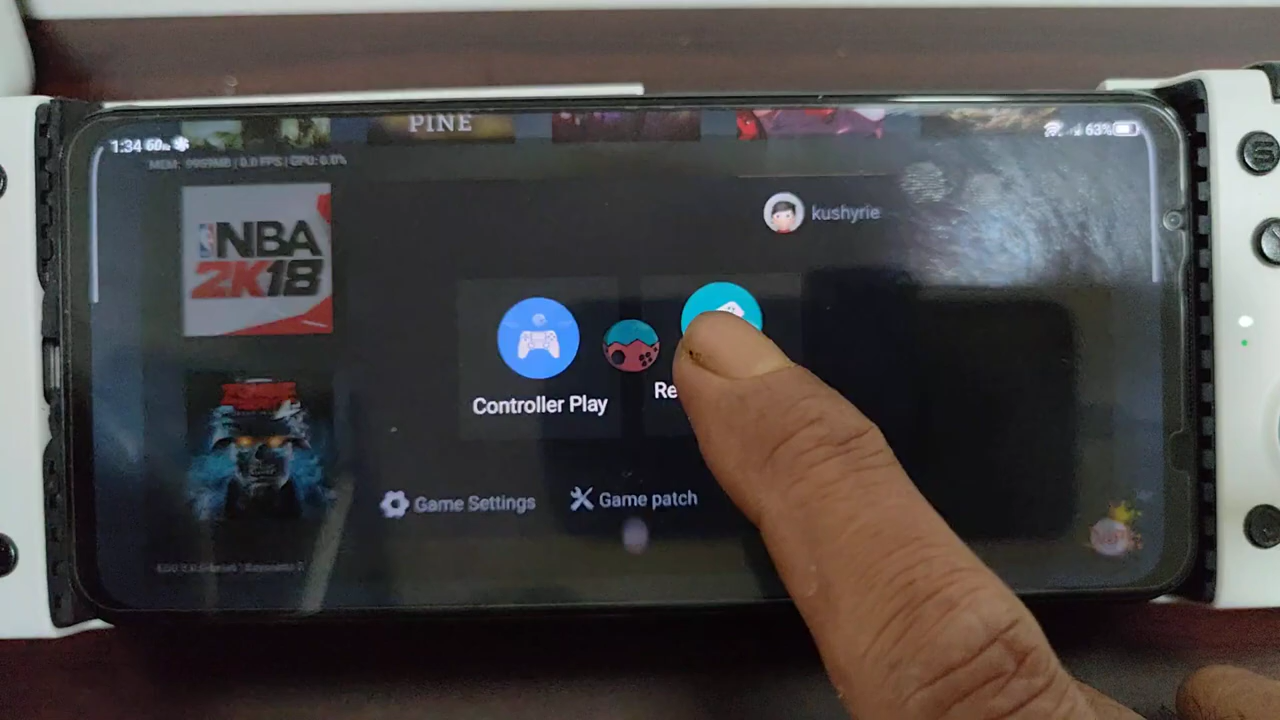 PINE
1:34
63%
NBA
2K18
kushyrie
Controller Play
Re
Game Settings
Game patch